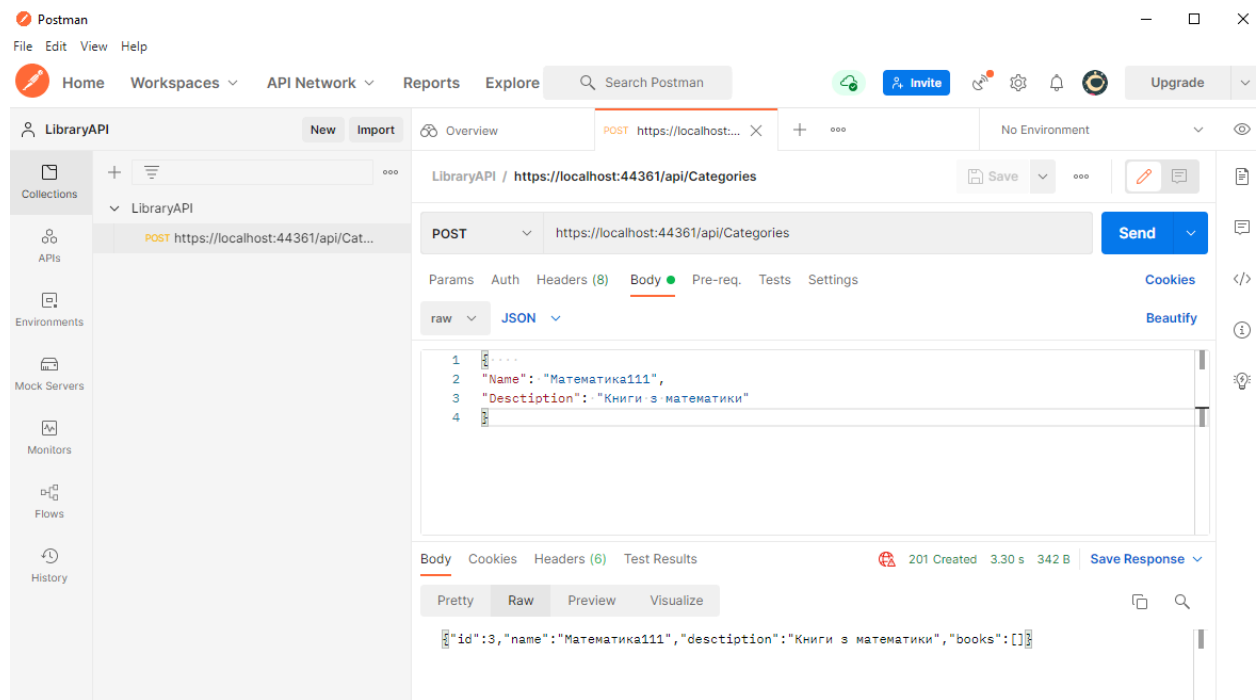 Postman
File Edit View Help
Home Workspaces API Network Reports Explore Search Postman Invite Upgrade
LibraryAPI New Import Overview POST https://localhost:... No Environment
Collections
APIs
Environments
Mock Servers
Monitors
Flows
History
LibraryAPI
POST https://localhost:44361/api/Cat...
LibraryAPI / https://localhost:44361/api/Categories Save
POST https://localhost:44361/api/Categories Send
Params Auth Headers (8) Body Pre-req. Tests Settings Cookies
raw JSON Beautify
1 {
2 "Name": "Математика111",
3 "Desctiption": "Книги з математики"
4 }
Body Cookies Headers (6) Test Results 201 Created 3.30 s 342 B Save Response
Pretty Raw Preview Visualize
{"id":3,"name":"Математика111","desctiption":"Книги з математики","books":[]}